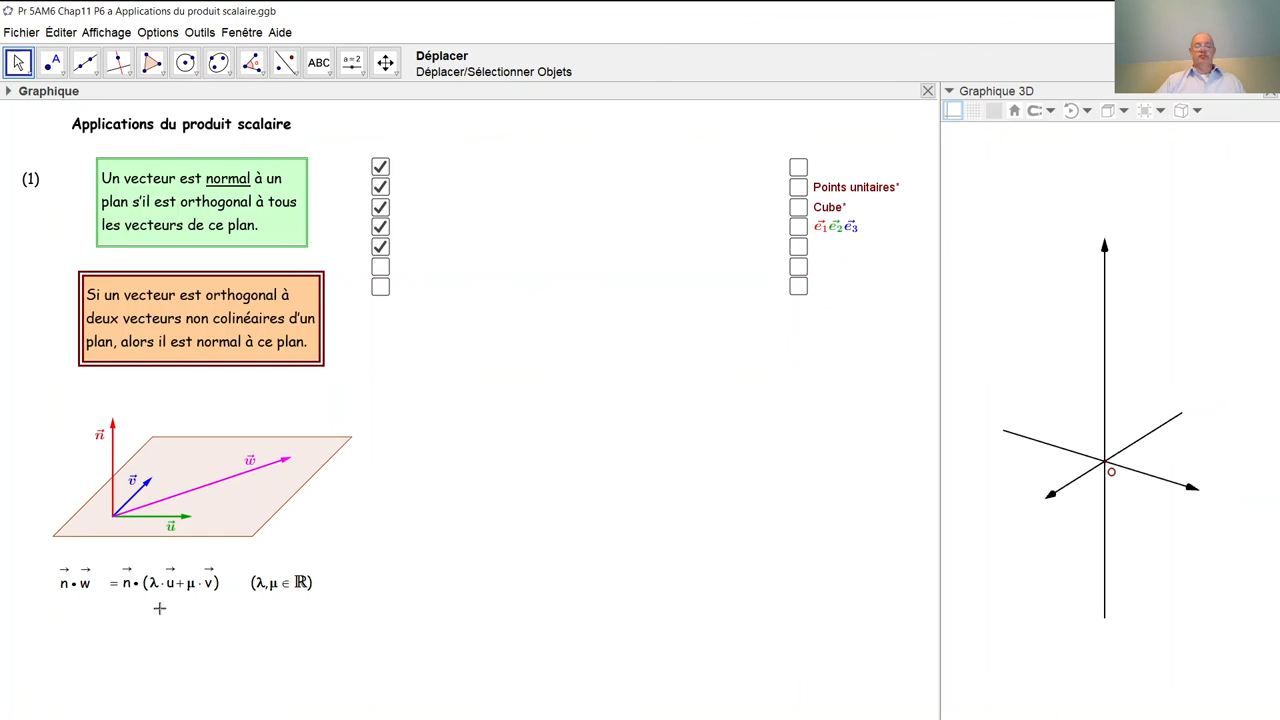 Pr 5AM6 Chap11 P6 a Applications du produit scalaire.ggb
Fichier Éditer Affichage Options Outils Fenêtre Aide
A
ABC
a=2
Déplacer
Déplacer/Sélectionner Objets
Graphique
Graphique 3D
Applications du produit scalaire
(1)
Un vecteur est normal à un
plan s'il est orthogonal à tous
les vecteurs de ce plan.
Points unitaires*
Cube*
e⃗₁ e⃗₂ e⃗₃
Si un vecteur est orthogonal à
deux vecteurs non colinéaires d'un
plan, alors il est normal à ce plan.
n⃗
w⃗
v⃗
u⃗
O
n⃗ • w⃗ = n⃗ • (λ · u⃗ + μ · v⃗) (λ, μ ∈ ℝ)